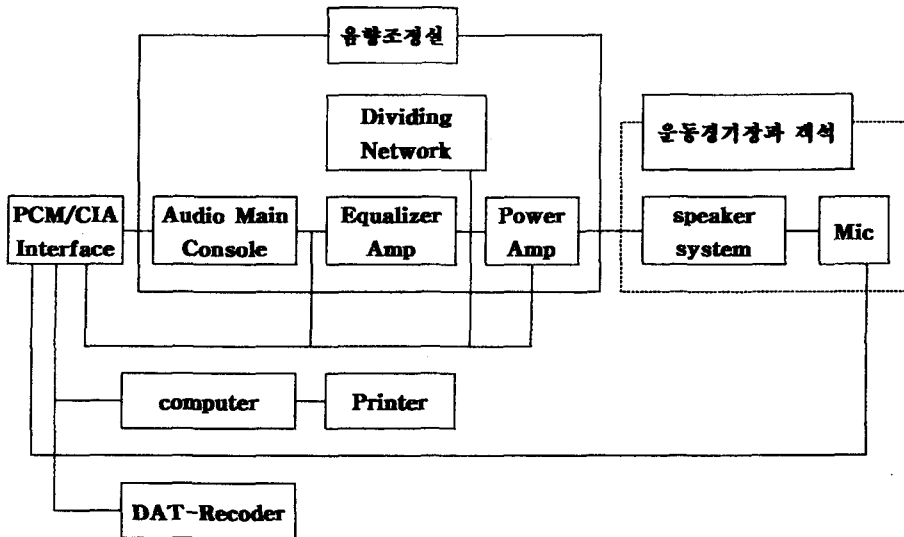 음향조정실
Dividing
Network
운동경기장과 객석
PCM/CIA
Interface
Audio Main
Console
Equalizer
Amp
Power
Amp
speaker
system
Mic
computer
Printer
DAT-Recoder